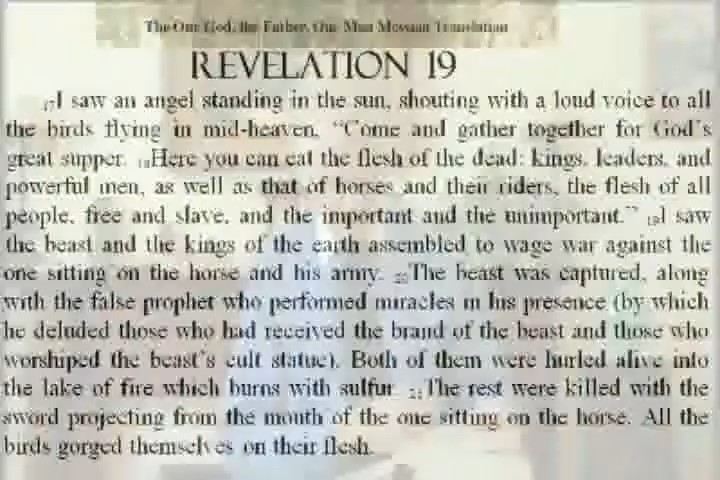 The One God, the Father, One Man Messiah Translation
REVELATION 19
17I saw an angel standing in the sun, shouting with a loud voice to all
the birds flying in mid-heaven, “Come and gather together for God’s
great supper. 18Here you can eat the flesh of the dead: kings, leaders, and
powerful men, as well as that of horses and their riders, the flesh of all
people, free and slave, and the important and the unimportant.” 19I saw
the beast and the kings of the earth assembled to wage war against the
one sitting on the horse and his army. 20The beast was captured, along
with the false prophet who performed miracles in his presence (by which
he deluded those who had received the brand of the beast and those who
worshiped the beast’s cult statue). Both of them were hurled alive into
the lake of fire which burns with sulfur. 21The rest were killed with the
sword projecting from the mouth of the one sitting on the horse. All the
birds gorged themselves on their flesh.